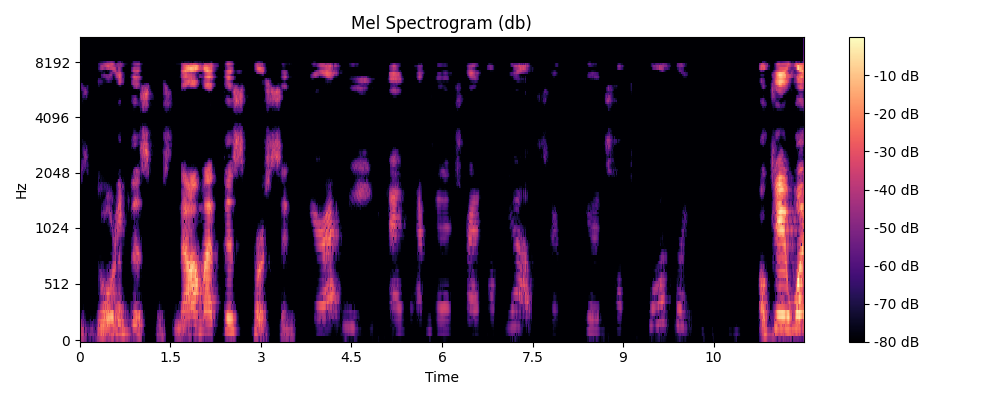 Mel Spectrogram (db)
8192
4096
2048
1024
512
0
Hz
0 1.5 3 4.5 6 7.5 9 10
Time
-10 dB
-20 dB
-30 dB
-40 dB
-50 dB
-60 dB
-70 dB
-80 dB